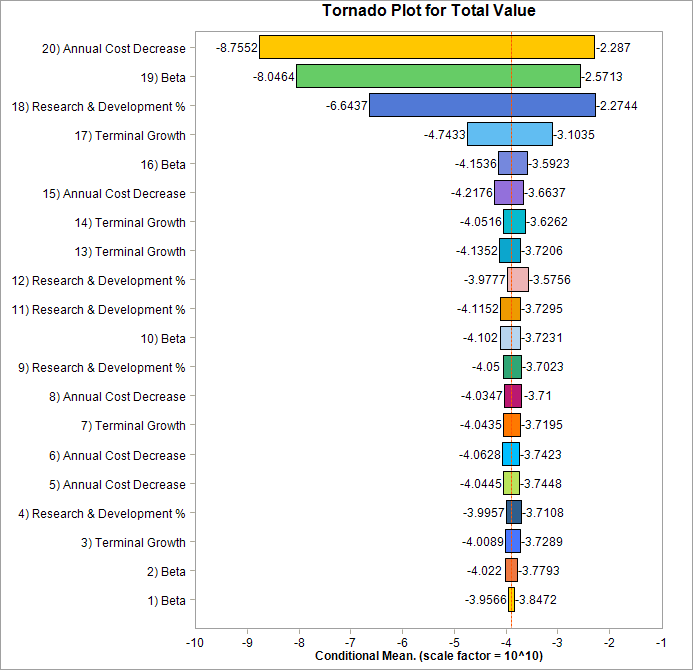 Tornado Plot for Total Value
20) Annual Cost Decrease -8.7552 -2.287
19) Beta -8.0464 -2.5713
18) Research & Development % -6.6437 -2.2744
17) Terminal Growth -4.7433 -3.1035
16) Beta -4.1536 -3.5923
15) Annual Cost Decrease -4.2176 -3.6637
14) Terminal Growth -4.0516 -3.6262
13) Terminal Growth -4.1352 -3.7206
12) Research & Development % -3.9777 -3.5756
11) Research & Development % -4.1152 -3.7295
10) Beta -4.102 -3.7231
9) Research & Development % -4.05 -3.7023
8) Annual Cost Decrease -4.0347 -3.71
7) Terminal Growth -4.0435 -3.7195
6) Annual Cost Decrease -4.0628 -3.7423
5) Annual Cost Decrease -4.0445 -3.7448
4) Research & Development % -3.9957 -3.7108
3) Terminal Growth -4.0089 -3.7289
2) Beta -4.022 -3.7793
1) Beta -3.9566 -3.8472
-10 -9 -8 -7 -6 -5 -4 -3 -2 -1
Conditional Mean. (scale factor = 10^10)